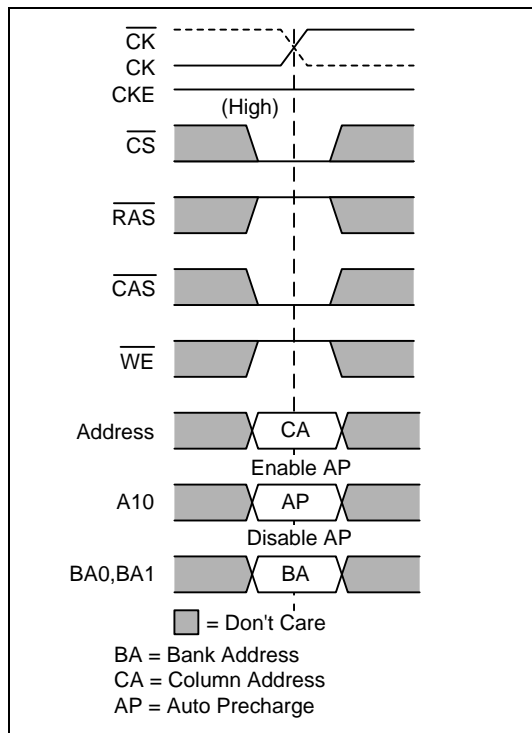 CK
CK
CKE
(High)
CS
RAS
CAS
WE
Address
CA
Enable AP
A10
AP
Disable AP
BA0,BA1
BA
= Don't Care
BA = Bank Address
CA = Column Address
AP = Auto Precharge